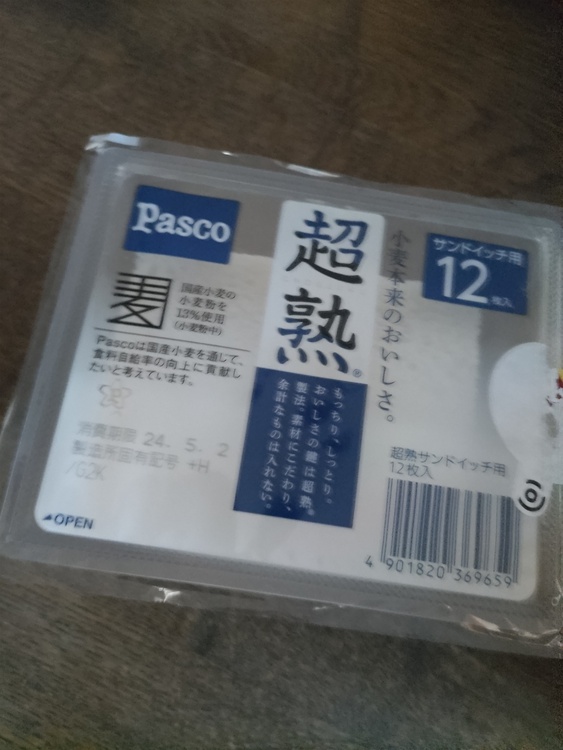 Pasco
麦
国産小麦の
小麦粉を
13%使用
(小麦粉中)
Pascoは国産小麦を通じて、
食料自給率の向上に貢献し
たいと考えています。
消費期限 24. 5. 2
製造所固有記号 +H
/G2K
OPEN
超熟®
もっちり、しっとり。
おいしさの鍵は超熟
製法。素材にこだわり、
余計なものは入れない。
小麦本来のおいしさ。
サンドイッチ用
12枚入
超熟サンドイッチ用
12枚入
4 901820 369659